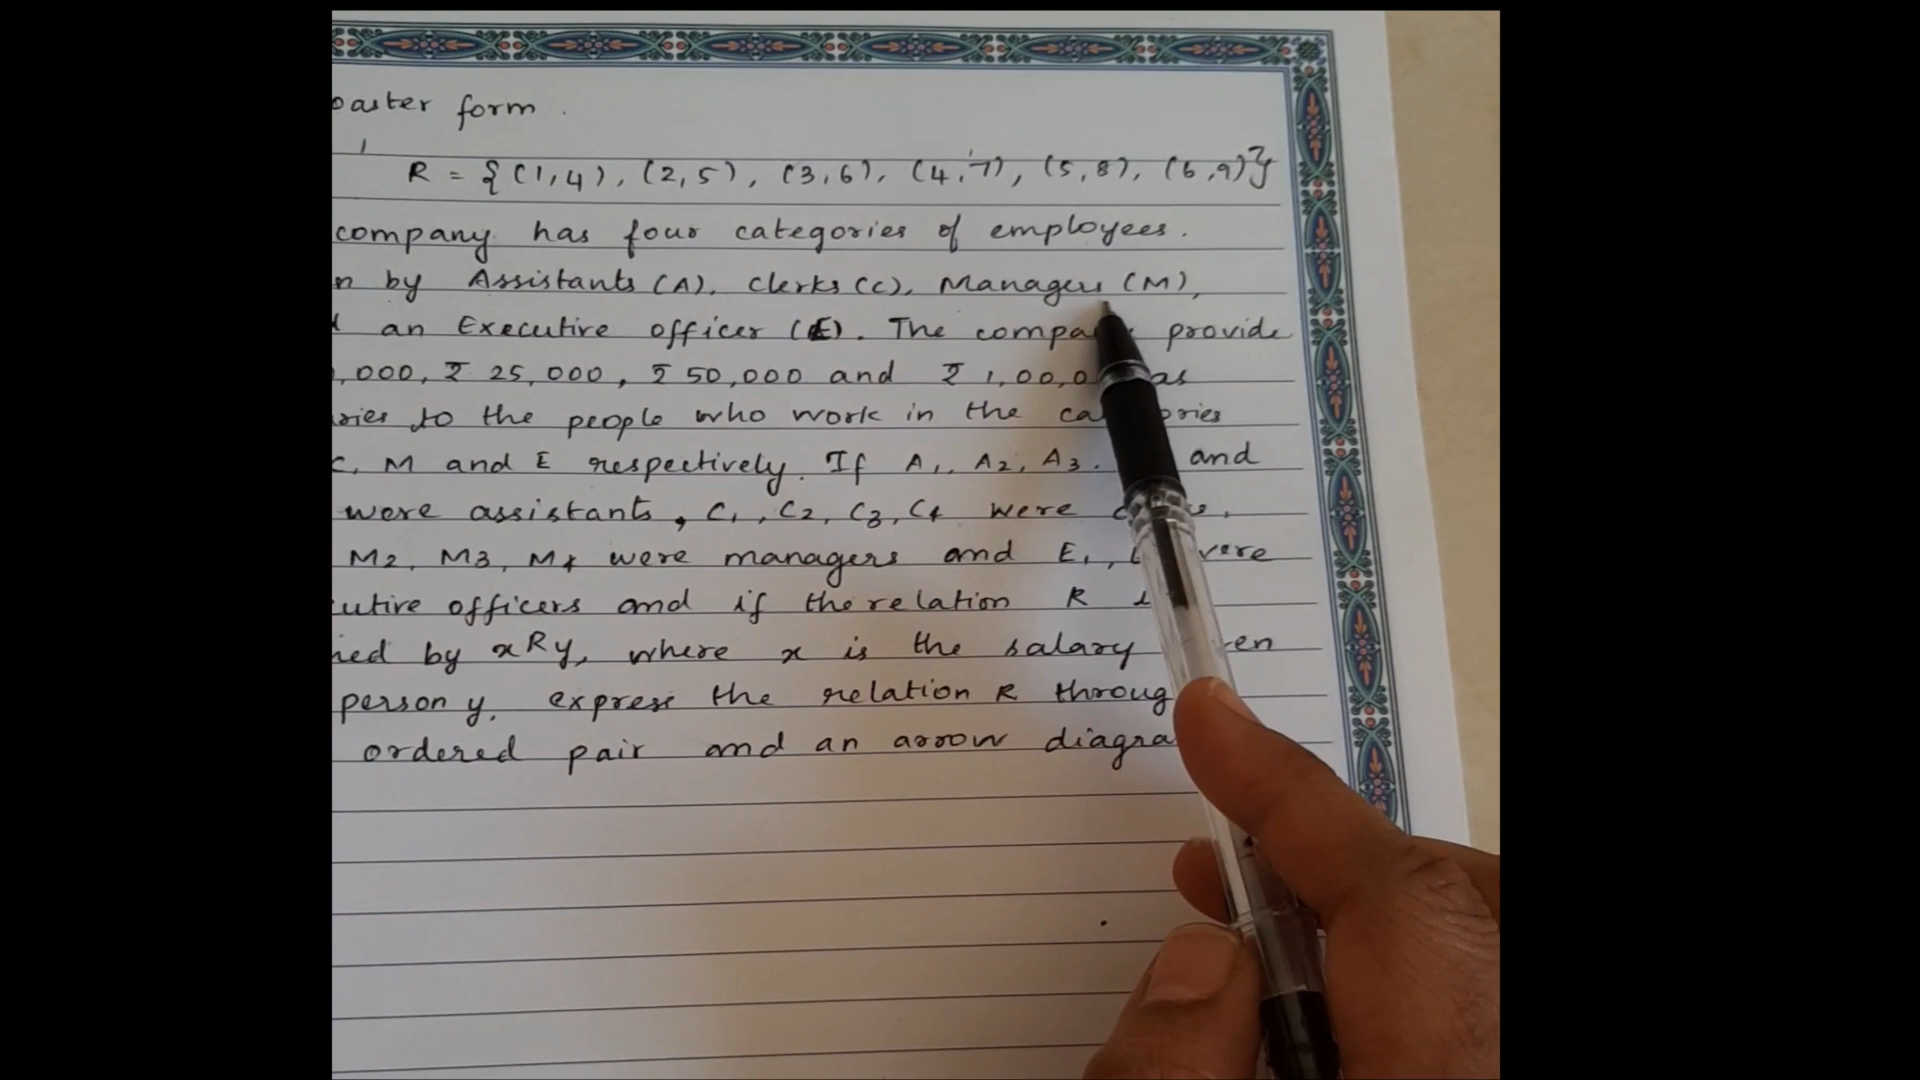 form.
R = {(1,4), (2,5), (3,6), (4,7), (5,8), (6,9)}
company has four categories of employees.
by Assistants (A), Clerks (C), Managers (M),
an Executive officer (E). The provide
,000, ₹ 25,000, ₹ 50,000 and ₹ 1,00,0 as
to the people who work in the
C, M and E respectively. If A1, A2, A3, and
were assistants, C1, C2, C3, C4 were
M2, M3, M4 were managers and E1, were
officers and if the relation R
by xRy, where x is the salary
person y, express the relation R
ordered pair and an arrow